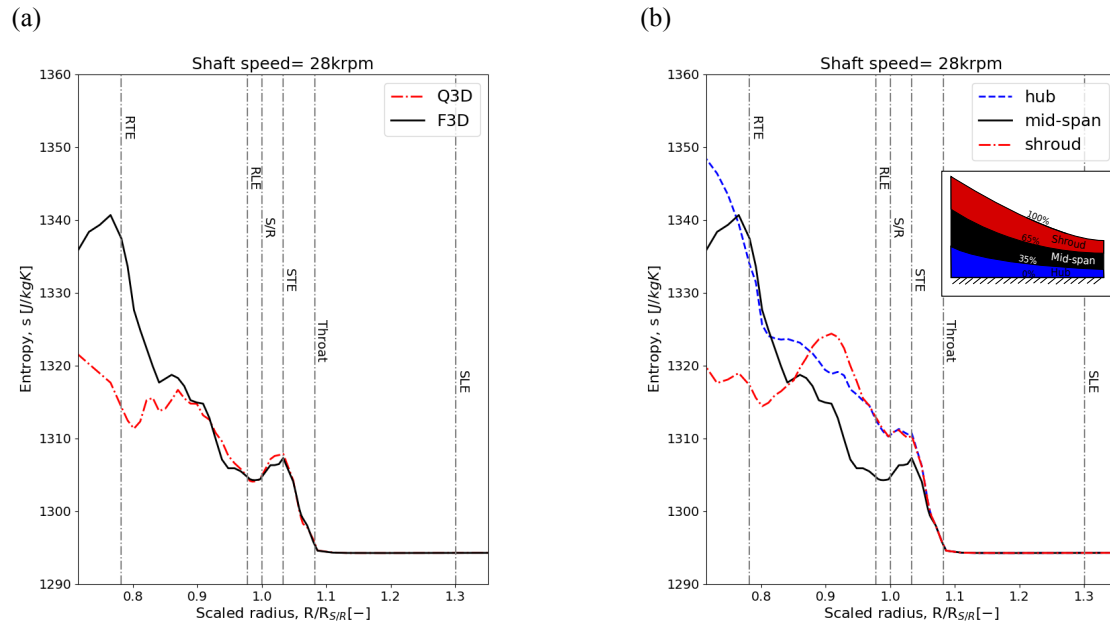 (a)
Shaft speed= 28krpm
Entropy, s [J/kgK]
1360
1350
1340
1330
1320
1310
1300
1290
Q3D
F3D
RTE
RLE
S/R
STE
Throat
SLE
0.8 0.9 1.0 1.1 1.2 1.3
Scaled radius, R/R_{S/R}[−]
(b)
Shaft speed= 28krpm
Entropy, s [J/kgK]
1360
1350
1340
1330
1320
1310
1300
1290
hub
mid-span
shroud
RTE
RLE
S/R
STE
Throat
SLE
100%
65% Shroud
35% Mid-span
0% Hub
0.8 0.9 1.0 1.1 1.2 1.3
Scaled radius, R/R_{S/R}[−]